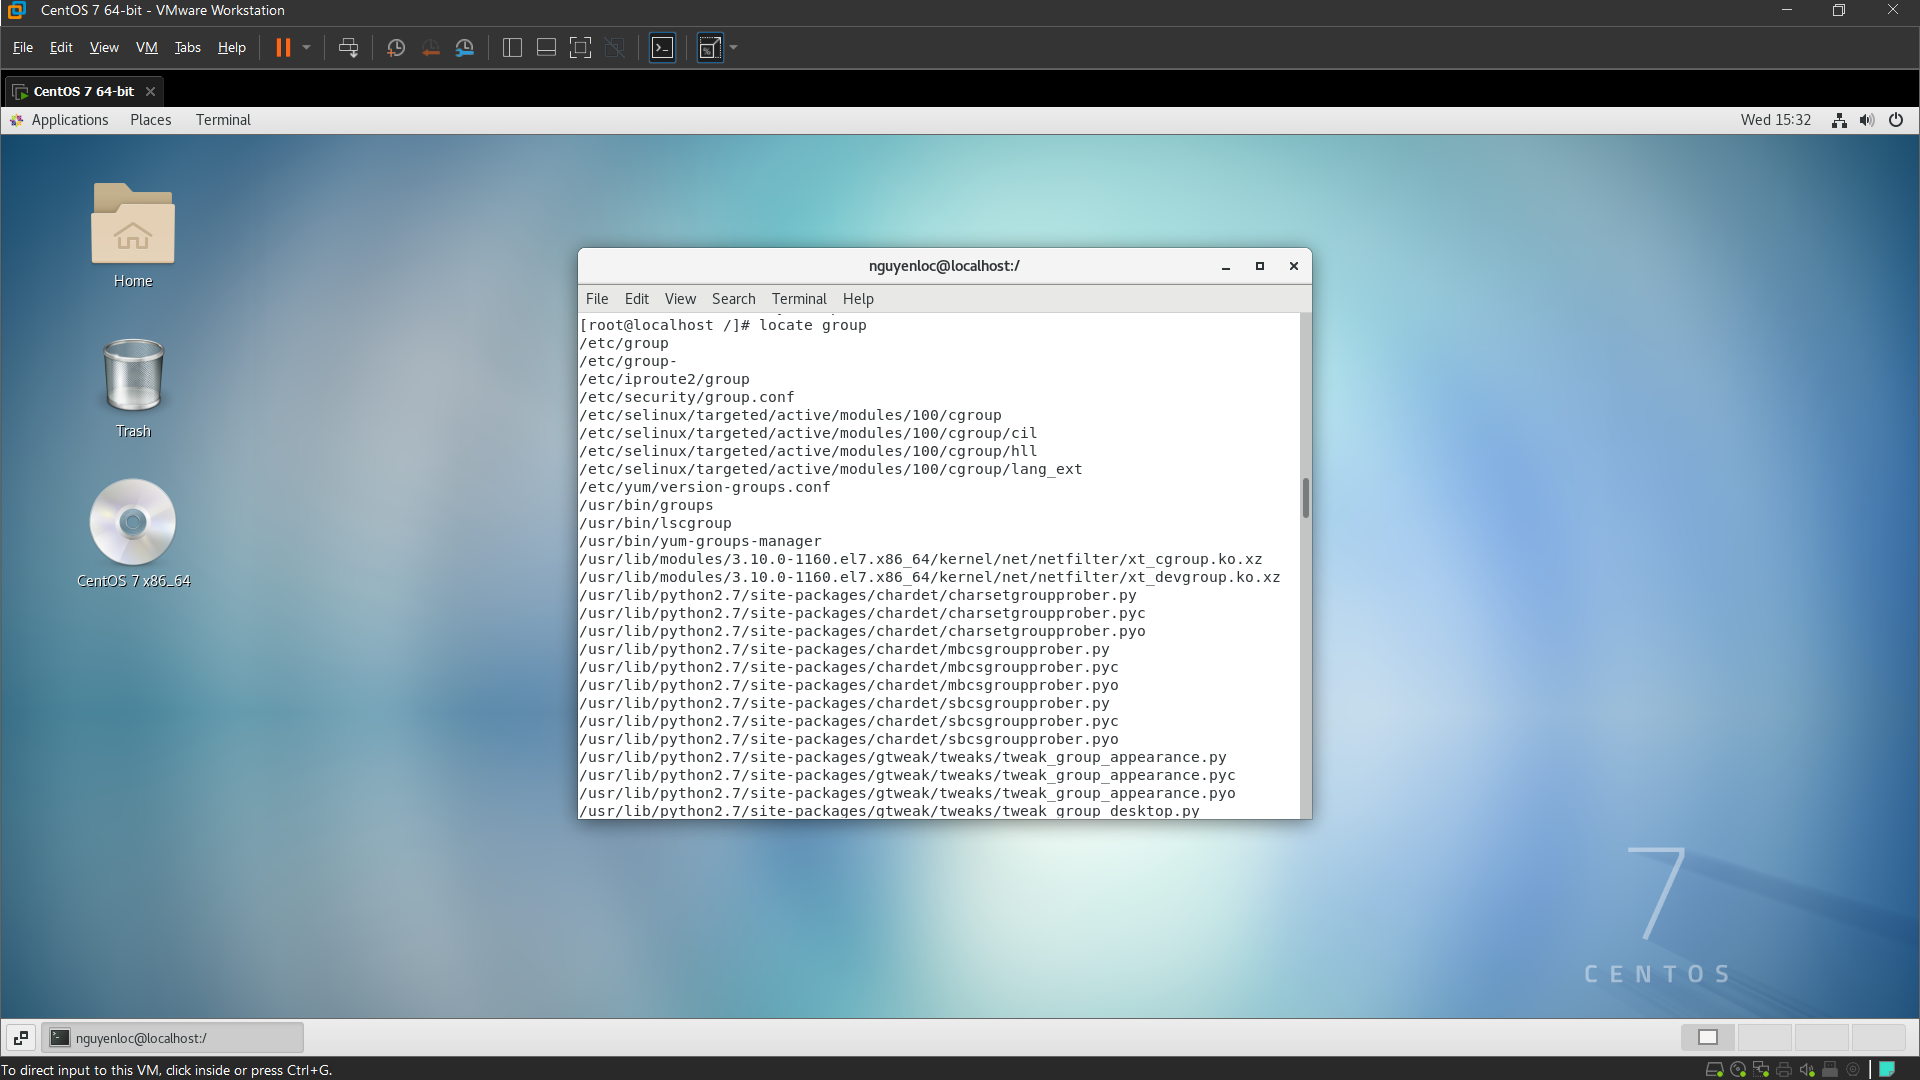 CentOS 7 64-bit - VMware Workstation
File Edit View VM Tabs Help
CentOS 7 64-bit
Applications Places Terminal Wed 15:32
Home
Trash
CentOS 7 x86_64
nguyenloc@localhost:/
File Edit View Search Terminal Help
[root@localhost /]# locate group
/etc/group
/etc/group-
/etc/iproute2/group
/etc/security/group.conf
/etc/selinux/targeted/active/modules/100/cgroup
/etc/selinux/targeted/active/modules/100/cgroup/cil
/etc/selinux/targeted/active/modules/100/cgroup/hll
/etc/selinux/targeted/active/modules/100/cgroup/lang_ext
/etc/yum/version-groups.conf
/usr/bin/groups
/usr/bin/lscgroup
/usr/bin/yum-groups-manager
/usr/lib/modules/3.10.0-1160.el7.x86_64/kernel/net/netfilter/xt_cgroup.ko.xz
/usr/lib/modules/3.10.0-1160.el7.x86_64/kernel/net/netfilter/xt_devgroup.ko.xz
/usr/lib/python2.7/site-packages/chardet/charsetgroupprober.py
/usr/lib/python2.7/site-packages/chardet/charsetgroupprober.pyc
/usr/lib/python2.7/site-packages/chardet/charsetgroupprober.pyo
/usr/lib/python2.7/site-packages/chardet/mbcsgroupprober.py
/usr/lib/python2.7/site-packages/chardet/mbcsgroupprober.pyc
/usr/lib/python2.7/site-packages/chardet/mbcsgroupprober.pyo
/usr/lib/python2.7/site-packages/chardet/sbcsgroupprober.py
/usr/lib/python2.7/site-packages/chardet/sbcsgroupprober.pyc
/usr/lib/python2.7/site-packages/chardet/sbcsgroupprober.pyo
/usr/lib/python2.7/site-packages/gtweak/tweaks/tweak_group_appearance.py
/usr/lib/python2.7/site-packages/gtweak/tweaks/tweak_group_appearance.pyc
/usr/lib/python2.7/site-packages/gtweak/tweaks/tweak_group_appearance.pyo
/usr/lib/python2.7/site-packages/gtweak/tweaks/tweak_group_desktop.py
7
CENTOS
nguyenloc@localhost:/
To direct input to this VM, click inside or press Ctrl+G.